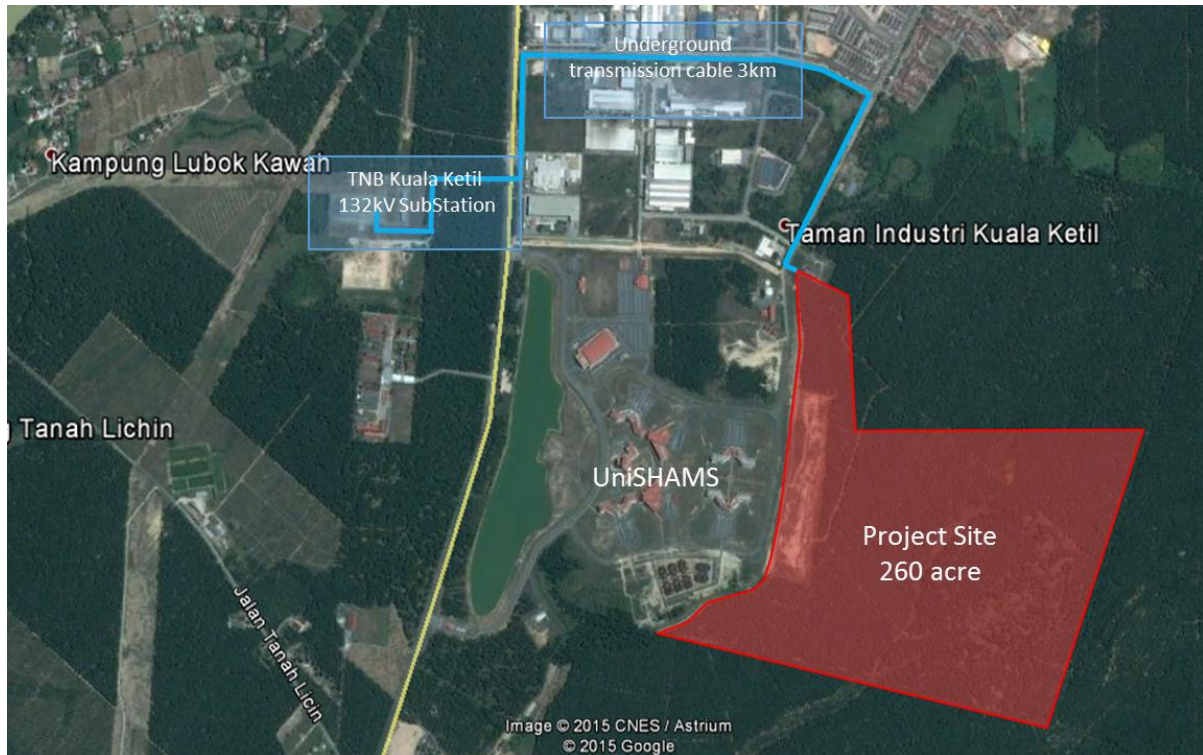 Underground
transmission cable 3km
Kampung Lubok Kawah
TNB Kuala Ketil
132kV SubStation
Taman Industri Kuala Ketil
Tanah Lichin
UniSHAMS
Project Site
260 acre
Jalan Tanah Licin
Image © 2015 CNES / Astrium
© 2015 Google